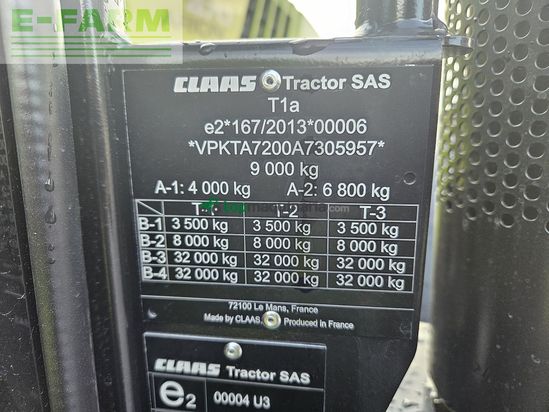 E-FARM
CLAAS Tractor SAS
T1a
e2*167/2013*00006
*VPKTA7200A7305957*
9 000 kg
A-1: 4 000 kg A-2: 6 800 kg
T-2 T-3
B-1 3 500 kg 3 500 kg 3 500 kg
B-2 8 000 kg 8 000 kg 8 000 kg
B-3 32 000 kg 32 000 kg 32 000 kg
B-4 32 000 kg 32 000 kg 32 000 kg
72100 Le Mans, France
Made by CLAAS, Produced in France
CLAAS Tractor SAS
e2 00004 U3